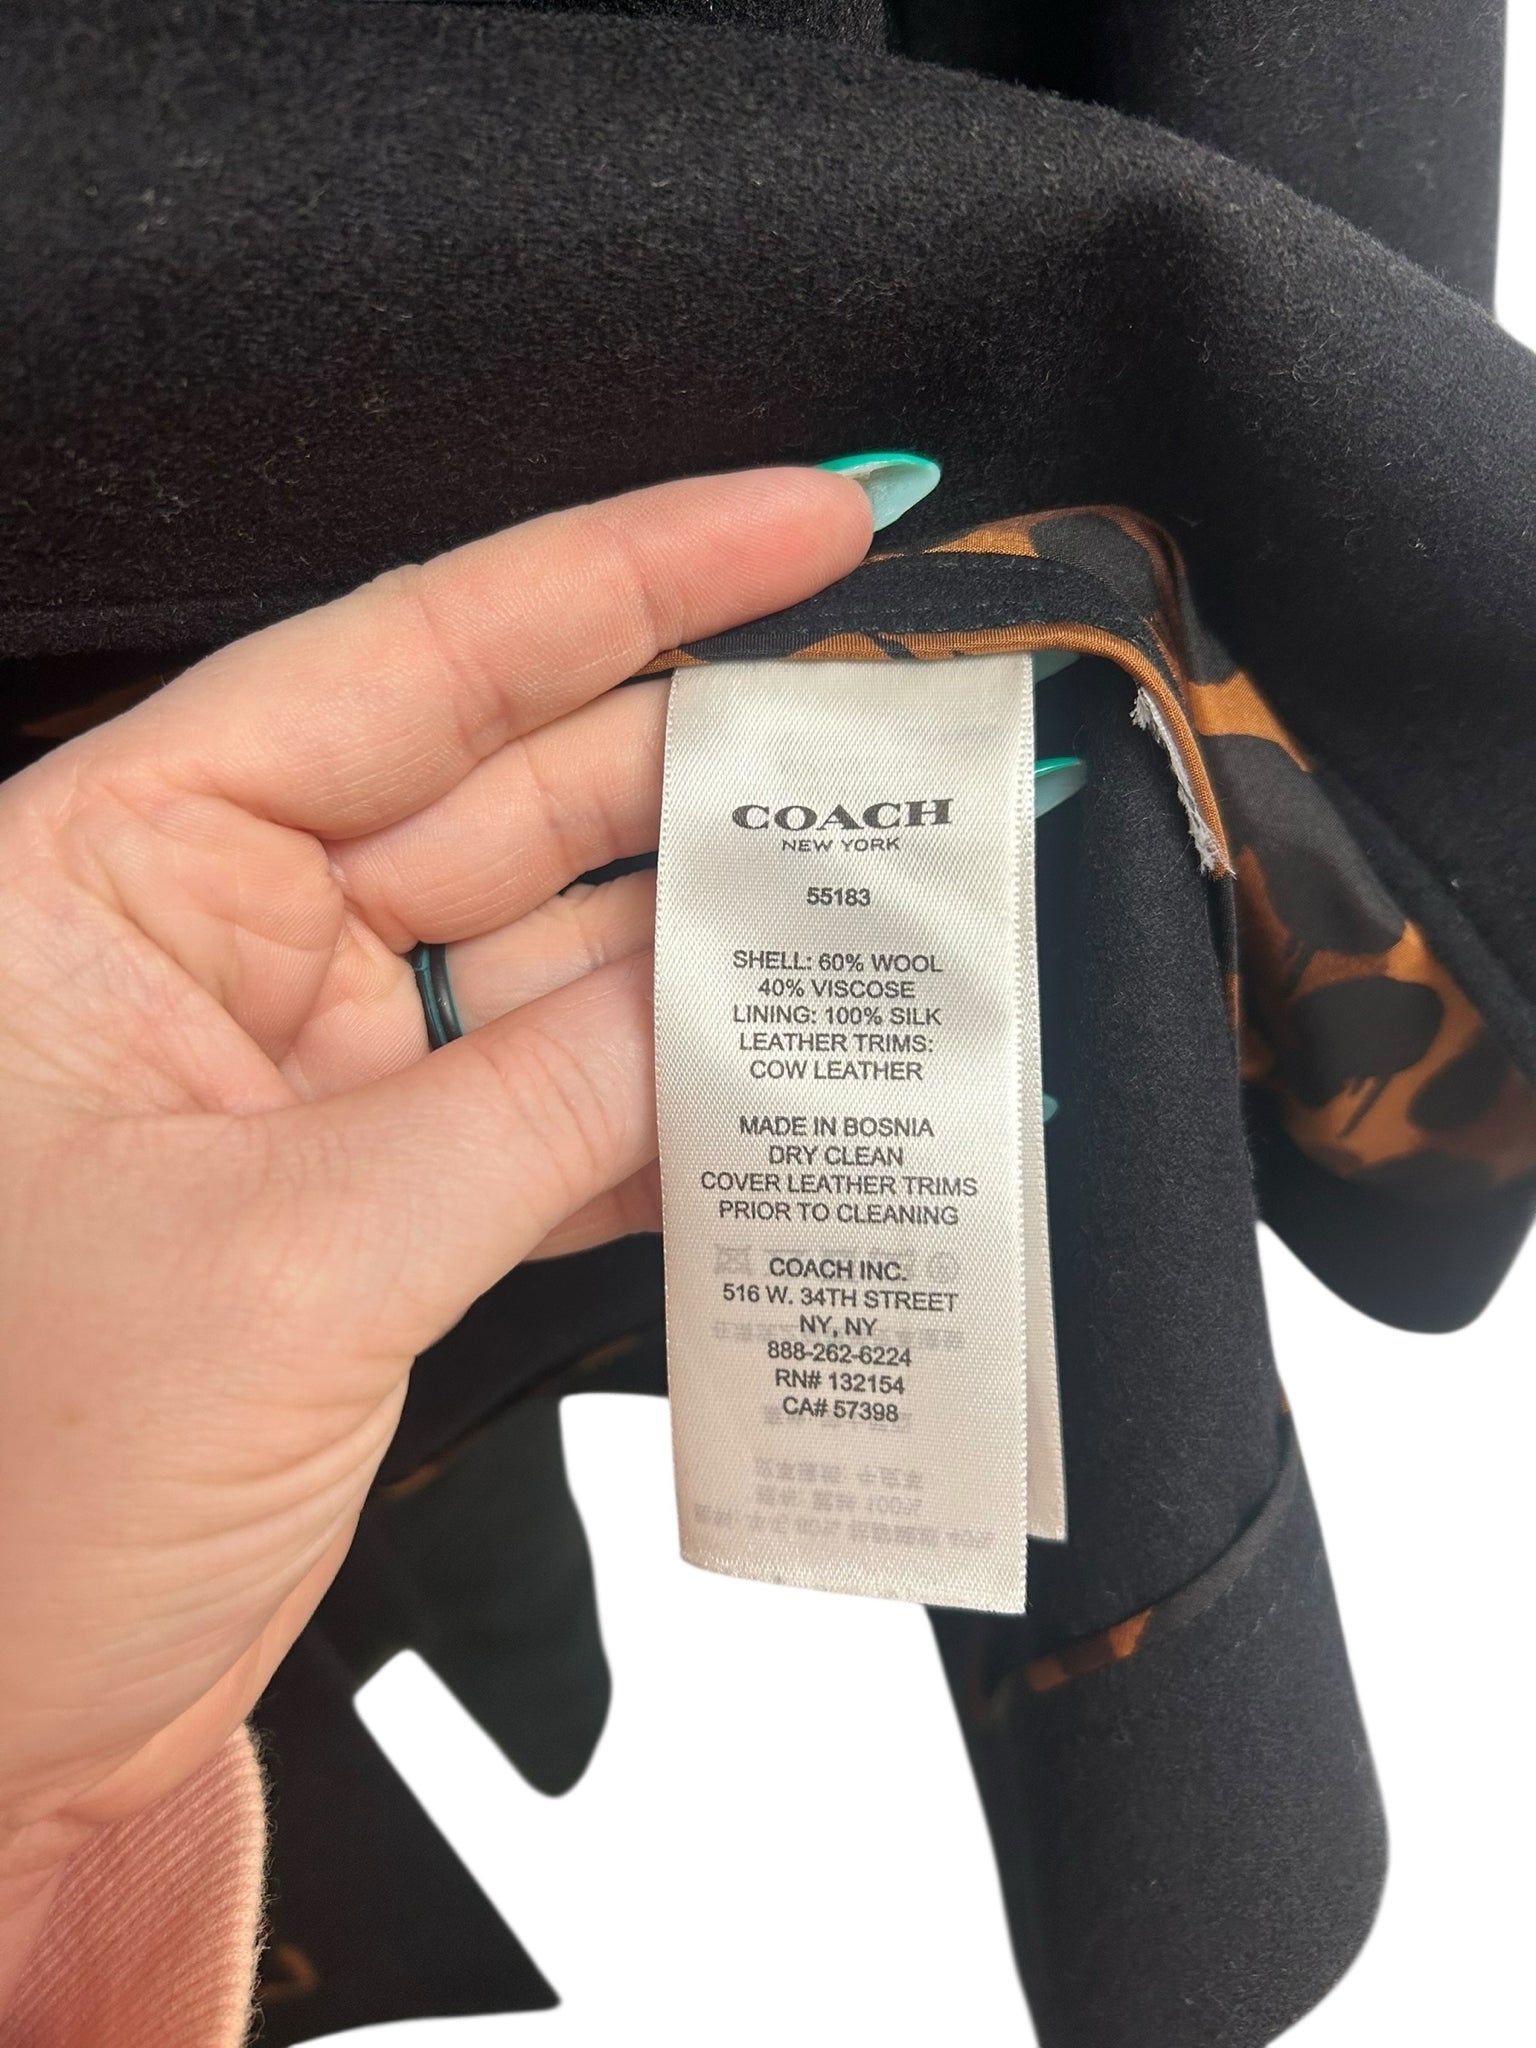 COACH
NEW YORK
55183
SHELL: 60% WOOL
40% VISCOSE
LINING: 100% SILK
LEATHER TRIMS:
COW LEATHER
MADE IN BOSNIA
DRY CLEAN
COVER LEATHER TRIMS
PRIOR TO CLEANING
COACH INC.
516 W. 34TH STREET
NY, NY
888-262-6224
RN# 132154
CA# 57398